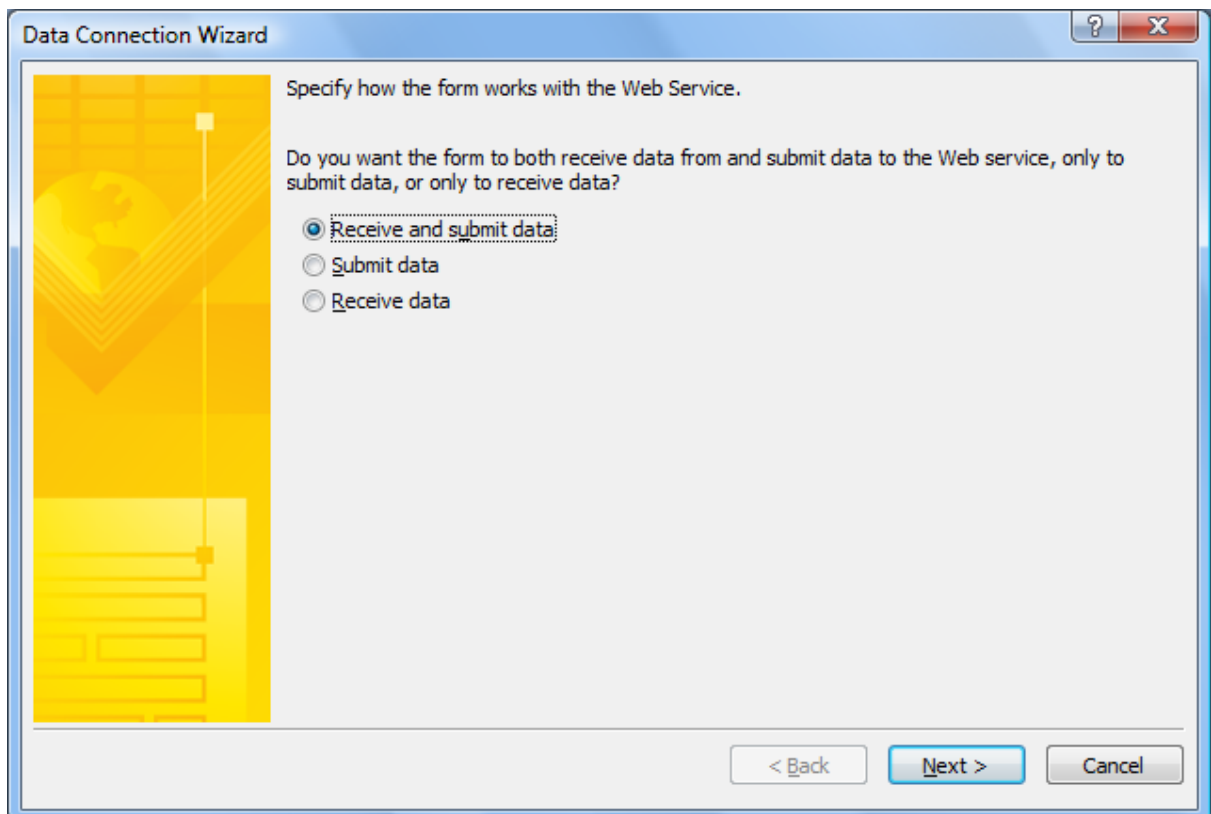 Data Connection Wizard
Specify how the form works with the Web Service.
Do you want the form to both receive data from and submit data to the Web service, only to
submit data, or only to receive data?
Receive and submit data
Submit data
Receive data
< Back Next > Cancel